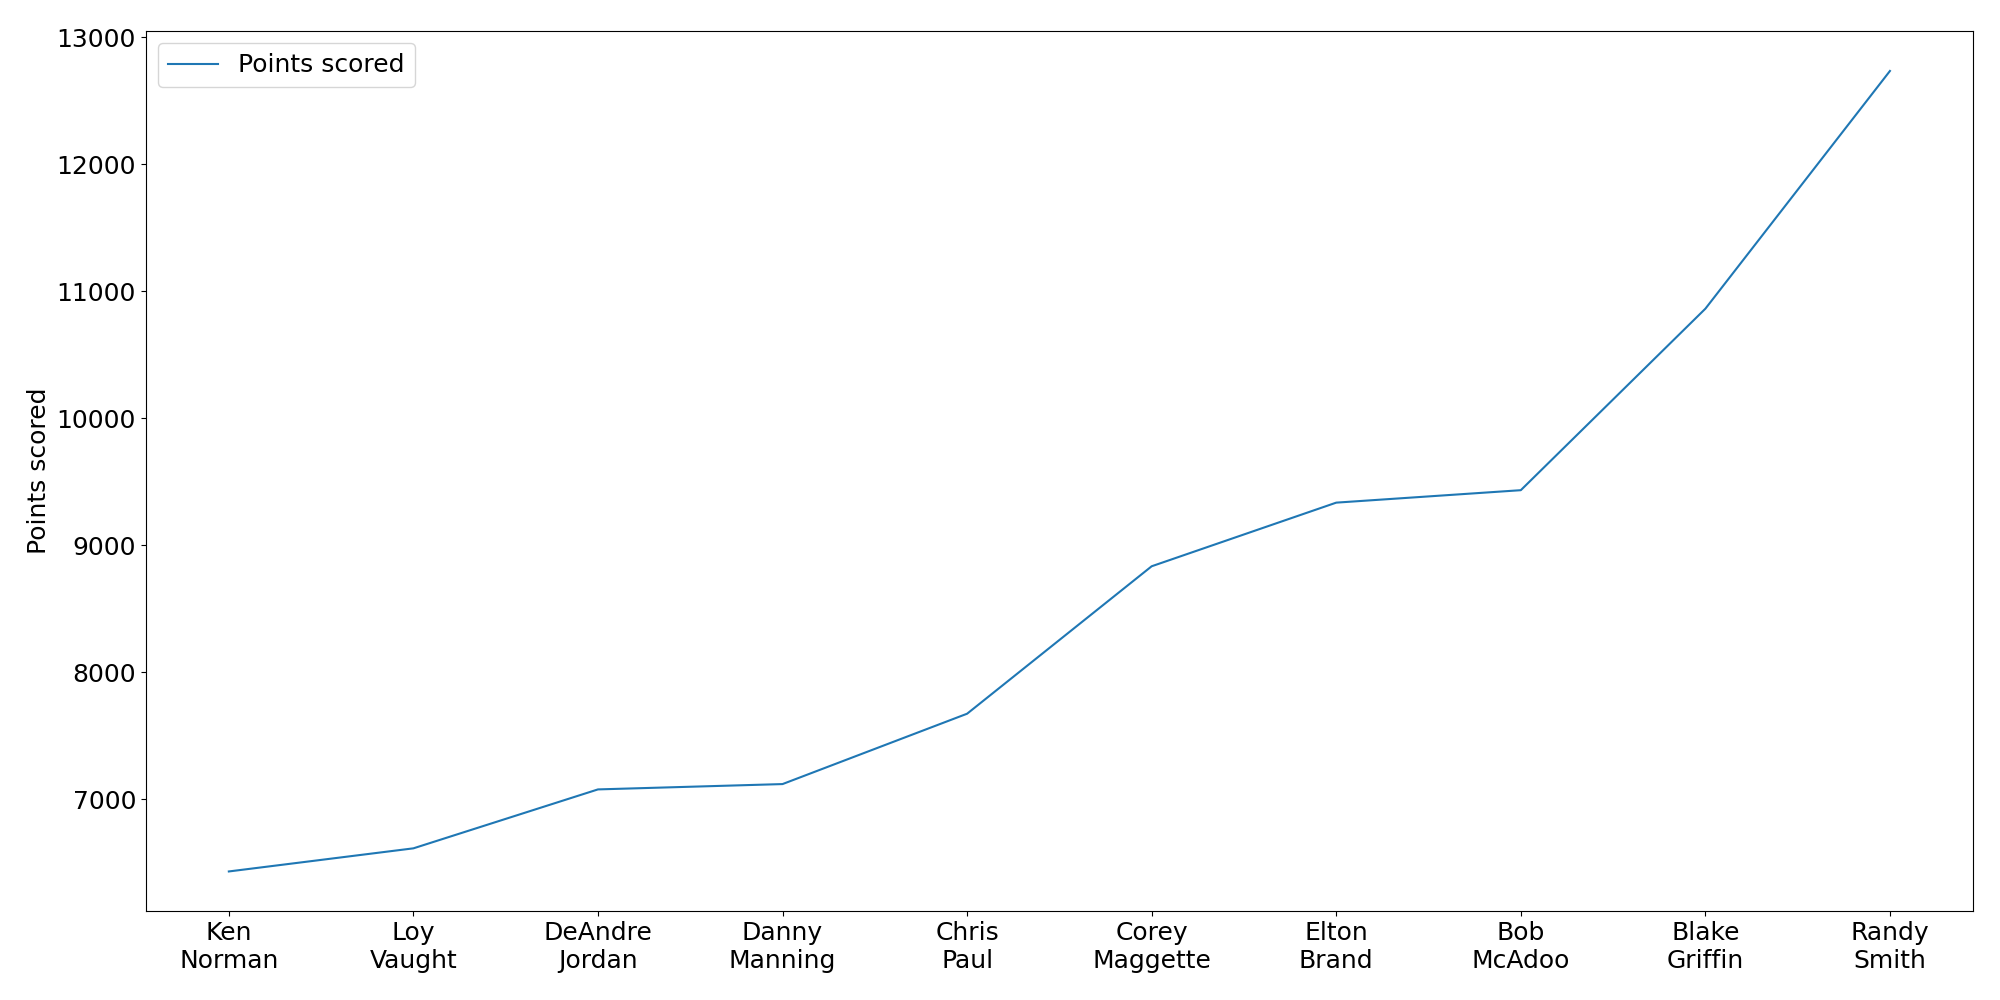 Points scored
13000
12000
11000
10000
9000
8000
7000
Points scored
Ken
Norman
Loy
Vaught
DeAndre
Jordan
Danny
Manning
Chris
Paul
Corey
Maggette
Elton
Brand
Bob
McAdoo
Blake
Griffin
Randy
Smith